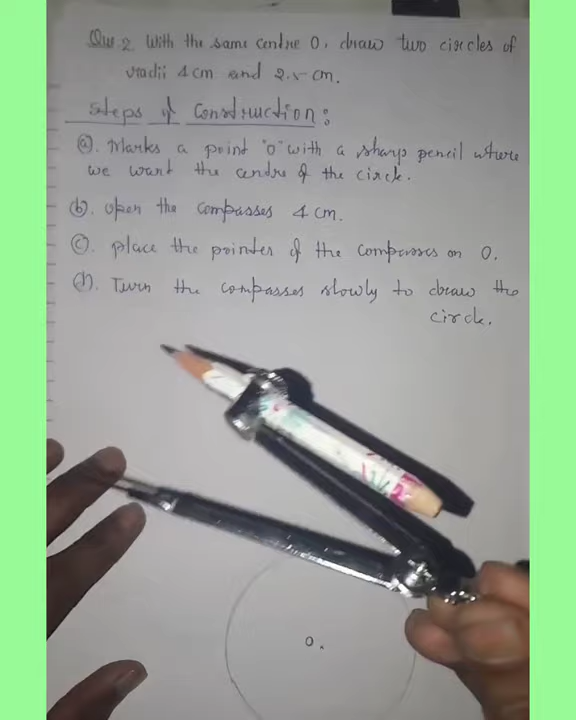 Que. 2. With the same centre O, draw two circles of
radii 4 cm and 2.5 cm.
Steps of Construction:
(a). Marks a point "O" with a sharp pencil where
we want the centre of the circle.
(b). Open the compasses 4 cm.
(c). Place the pointer of the compasses on O.
(d). Turn the compasses slowly to draw the
circle.
O